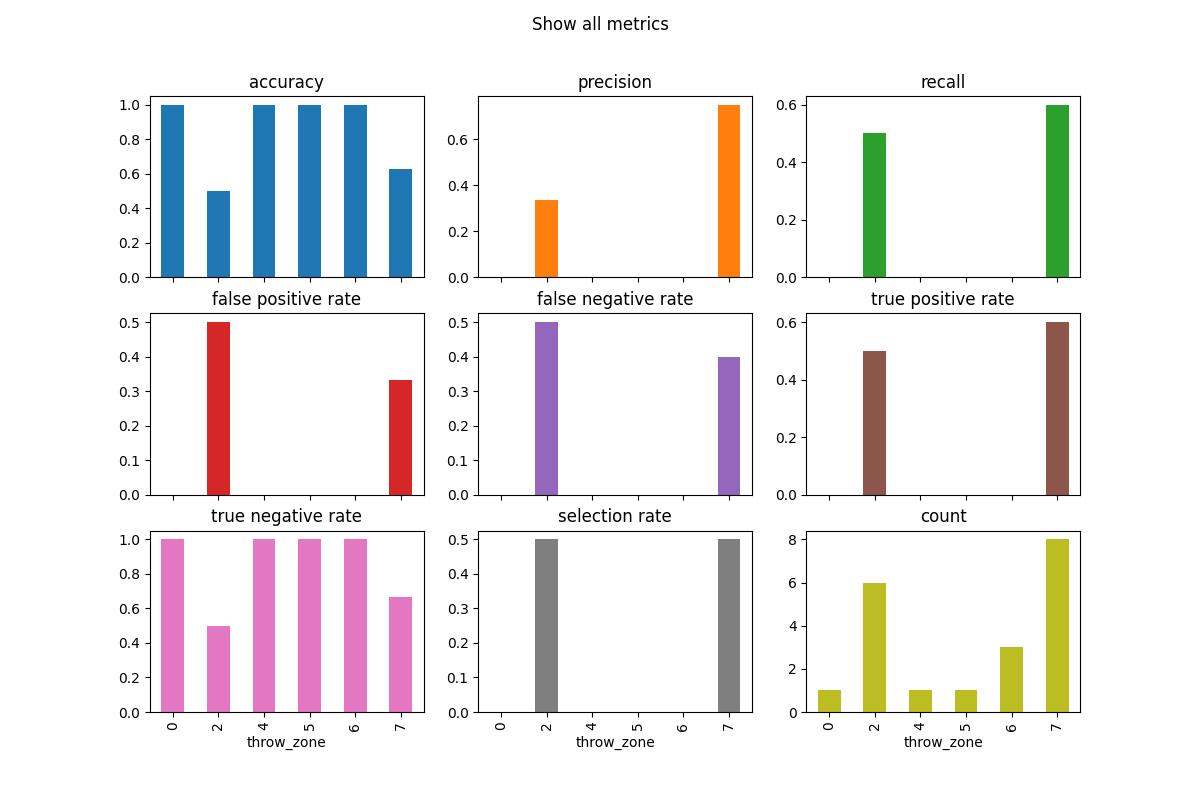 Show all metrics
accuracy
1.0
0.8
0.6
0.4
0.2
0.0
precision
0.6
0.4
0.2
0.0
recall
0.6
0.4
0.2
0.0
false positive rate
0.5
0.4
0.3
0.2
0.1
0.0
false negative rate
0.5
0.4
0.3
0.2
0.1
0.0
true positive rate
0.6
0.4
0.2
0.0
true negative rate
1.0
0.8
0.6
0.4
0.2
0.0
0 2 4 5 6 7
throw_zone
selection rate
0.5
0.4
0.3
0.2
0.1
0.0
0 2 4 5 6 7
throw_zone
count
8
6
4
2
0
0 2 4 5 6 7
throw_zone